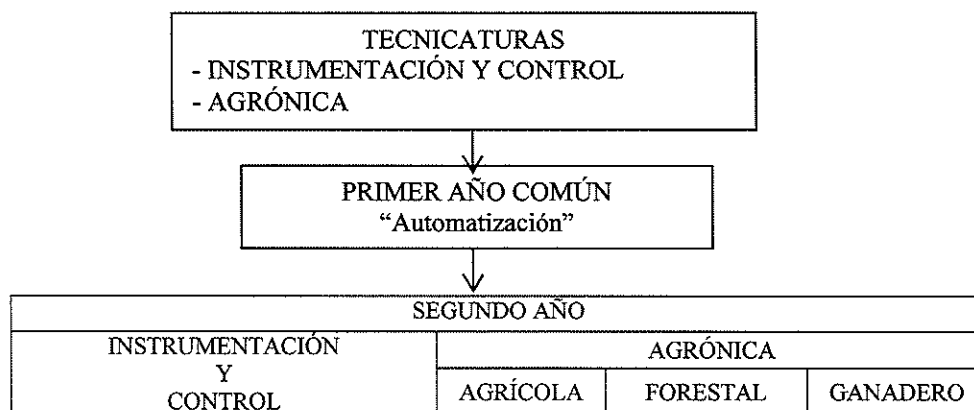 TECNICATURAS
- INSTRUMENTACIÓN Y CONTROL
- AGRÓNICA
PRIMER AÑO COMÚN
“Automatización”
SEGUNDO AÑO
INSTRUMENTACIÓN
Y
CONTROL
AGRÓNICA
AGRÍCOLA
FORESTAL
GANADERO